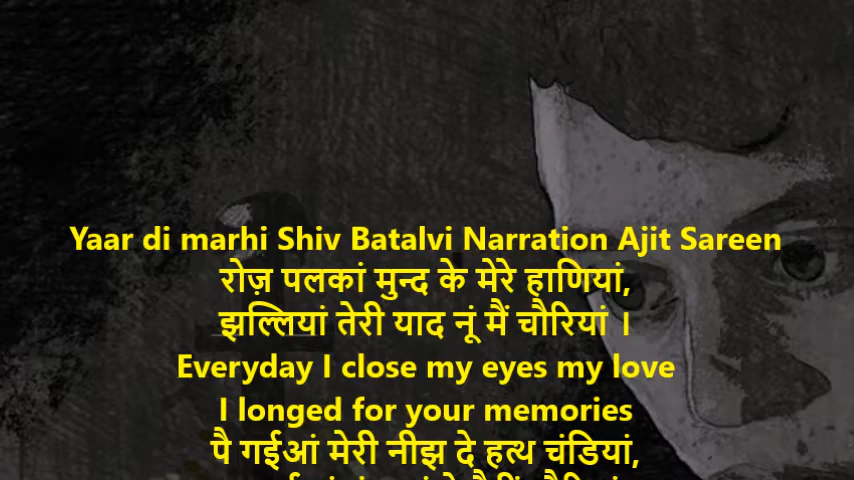 Yaar di marhi Shiv Batalvi Narration Ajit Sareen
रोज़ पलकां मुन्द के मेरे हाणियां,
झल्लियां तेरी याद नूं मैं चौरियां ।
Everyday I close my eyes my love
I longed for your memories
पै गईआं मेरी नीझ दे हत्थ चंडियां,